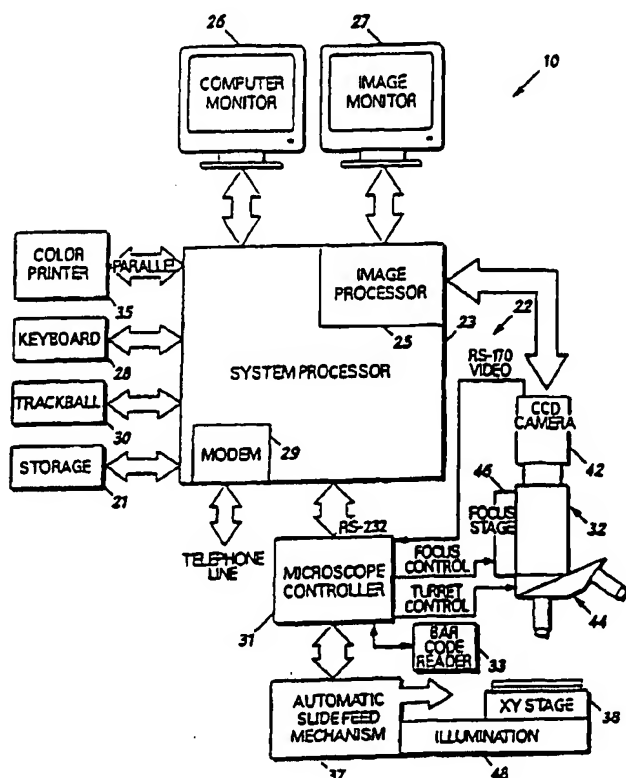 26
27
10
COMPUTER
MONITOR
IMAGE
MONITOR
COLOR
PRINTER
35
PARALLEL
IMAGE
PROCESSOR
25
23
22
KEYBOARD
28
SYSTEM PROCESSOR
RS-170
VIDEO
TRACKBALL
30
CCD
CAMERA
42
STORAGE
21
MODEM
29
46
FOCUS
STAGE
32
TELEPHONE
LINE
RS-232
MICROSCOPE
CONTROLLER
31
FOCUS
CONTROL
TURRET
CONTROL
44
BAR
CODE
READER
33
AUTOMATIC
SLIDE FEED
MECHANISM
37
XY STAGE
38
ILLUMINATION
48